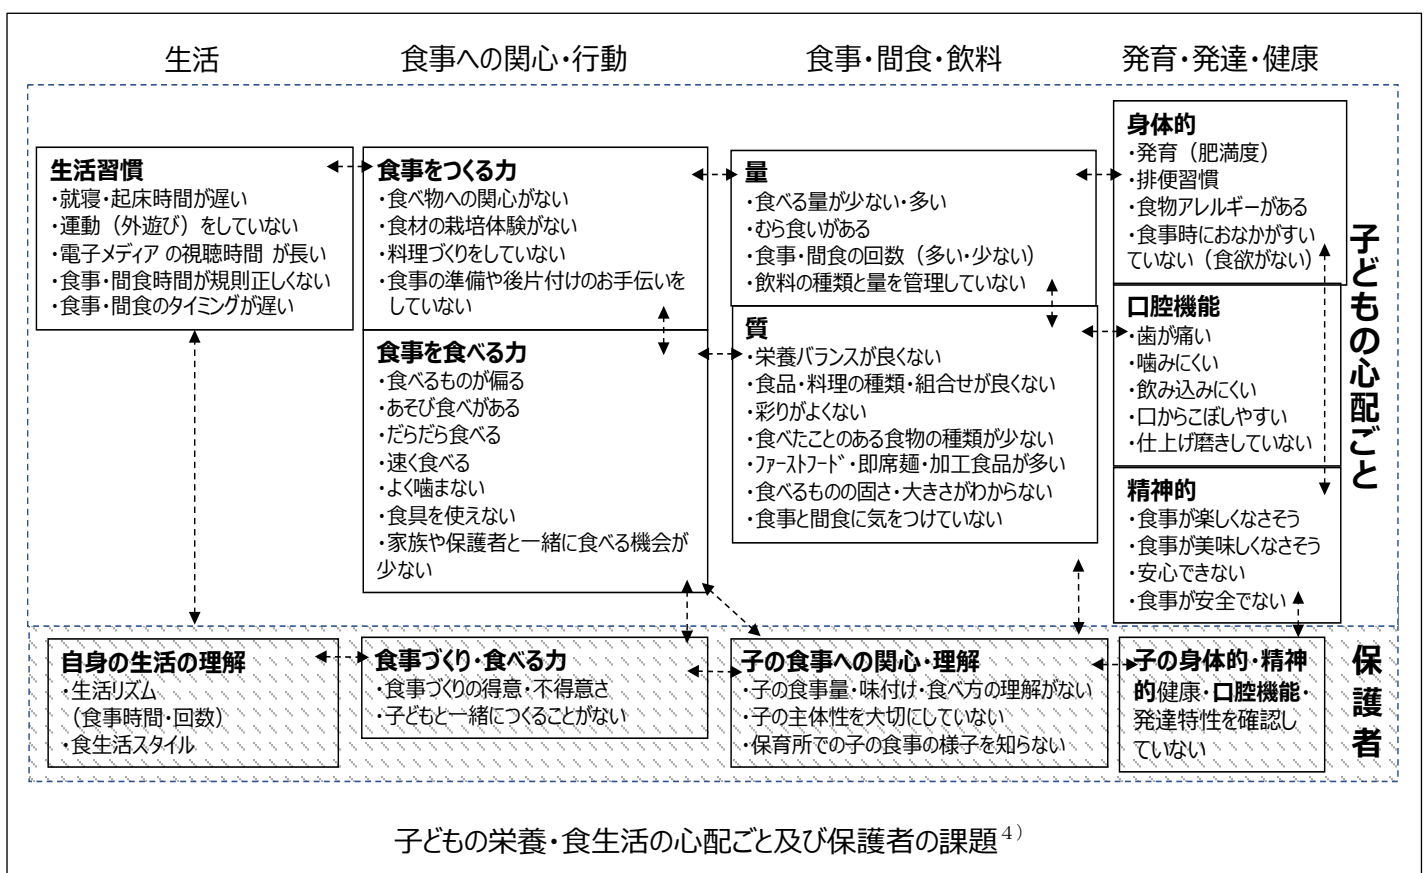 生活
食事への関心・行動
食事・間食・飲料
発育・発達・健康
生活習慣
・就寝・起床時間が遅い
・運動（外遊び）をしていない
・電子メディア の視聴時間 が長い
・食事・間食時間が規則正しくない
・食事・間食のタイミングが遅い
食事をつくる力
・食べ物への関心がない
・食材の栽培体験がない
・料理づくりをしていない
・食事の準備や後片付けのお手伝いを
していない
食事を食べる力
・食べるものが偏る
・あそび食べがある
・だらだら食べる
・速く食べる
・よく噛まない
・食具を使えない
・家族や保護者と一緒に食べる機会が
少ない
量
・食べる量が少ない・多い
・むら食いがある
・食事・間食の回数（多い・少ない）
・飲料の種類と量を管理していない
質
・栄養バランスが良くない
・食品・料理の種類・組合せが良くない
・彩りがよくない
・食べたことのある食物の種類が少ない
・ﾌｧｰｽﾄﾌｰﾄﾞ・即席麺・加工食品が多い
・食べるものの固さ・大きさがわからない
・食事と間食に気をつけていない
身体的
・発育（肥満度）
・排便習慣
・食物アレルギーがある
・食事時におなかがすい
ていない（食欲がない）
口腔機能
・歯が痛い
・噛みにくい
・飲み込みにくい
・口からこぼしやすい
・仕上げ磨きしていない
精神的
・食事が楽しくなさそう
・食事が美味しくなさそう
・安心できない
・食事が安全でない
子どもの心配ごと
自身の生活の理解
・生活リズム
（食事時間・回数）
・食生活スタイル
食事づくり・食べる力
・食事づくりの得意・不得意さ
・子どもと一緒につくることがない
子の食事への関心・理解
・子の食事量・味付け・食べ方の理解がない
・子の主体性を大切にしていない
・保育所での子の食事の様子を知らない
子の身体的・精神
的健康・口腔機能・
発達特性を確認し
ていない
保護者
子どもの栄養・食生活の心配ごと及び保護者の課題4）